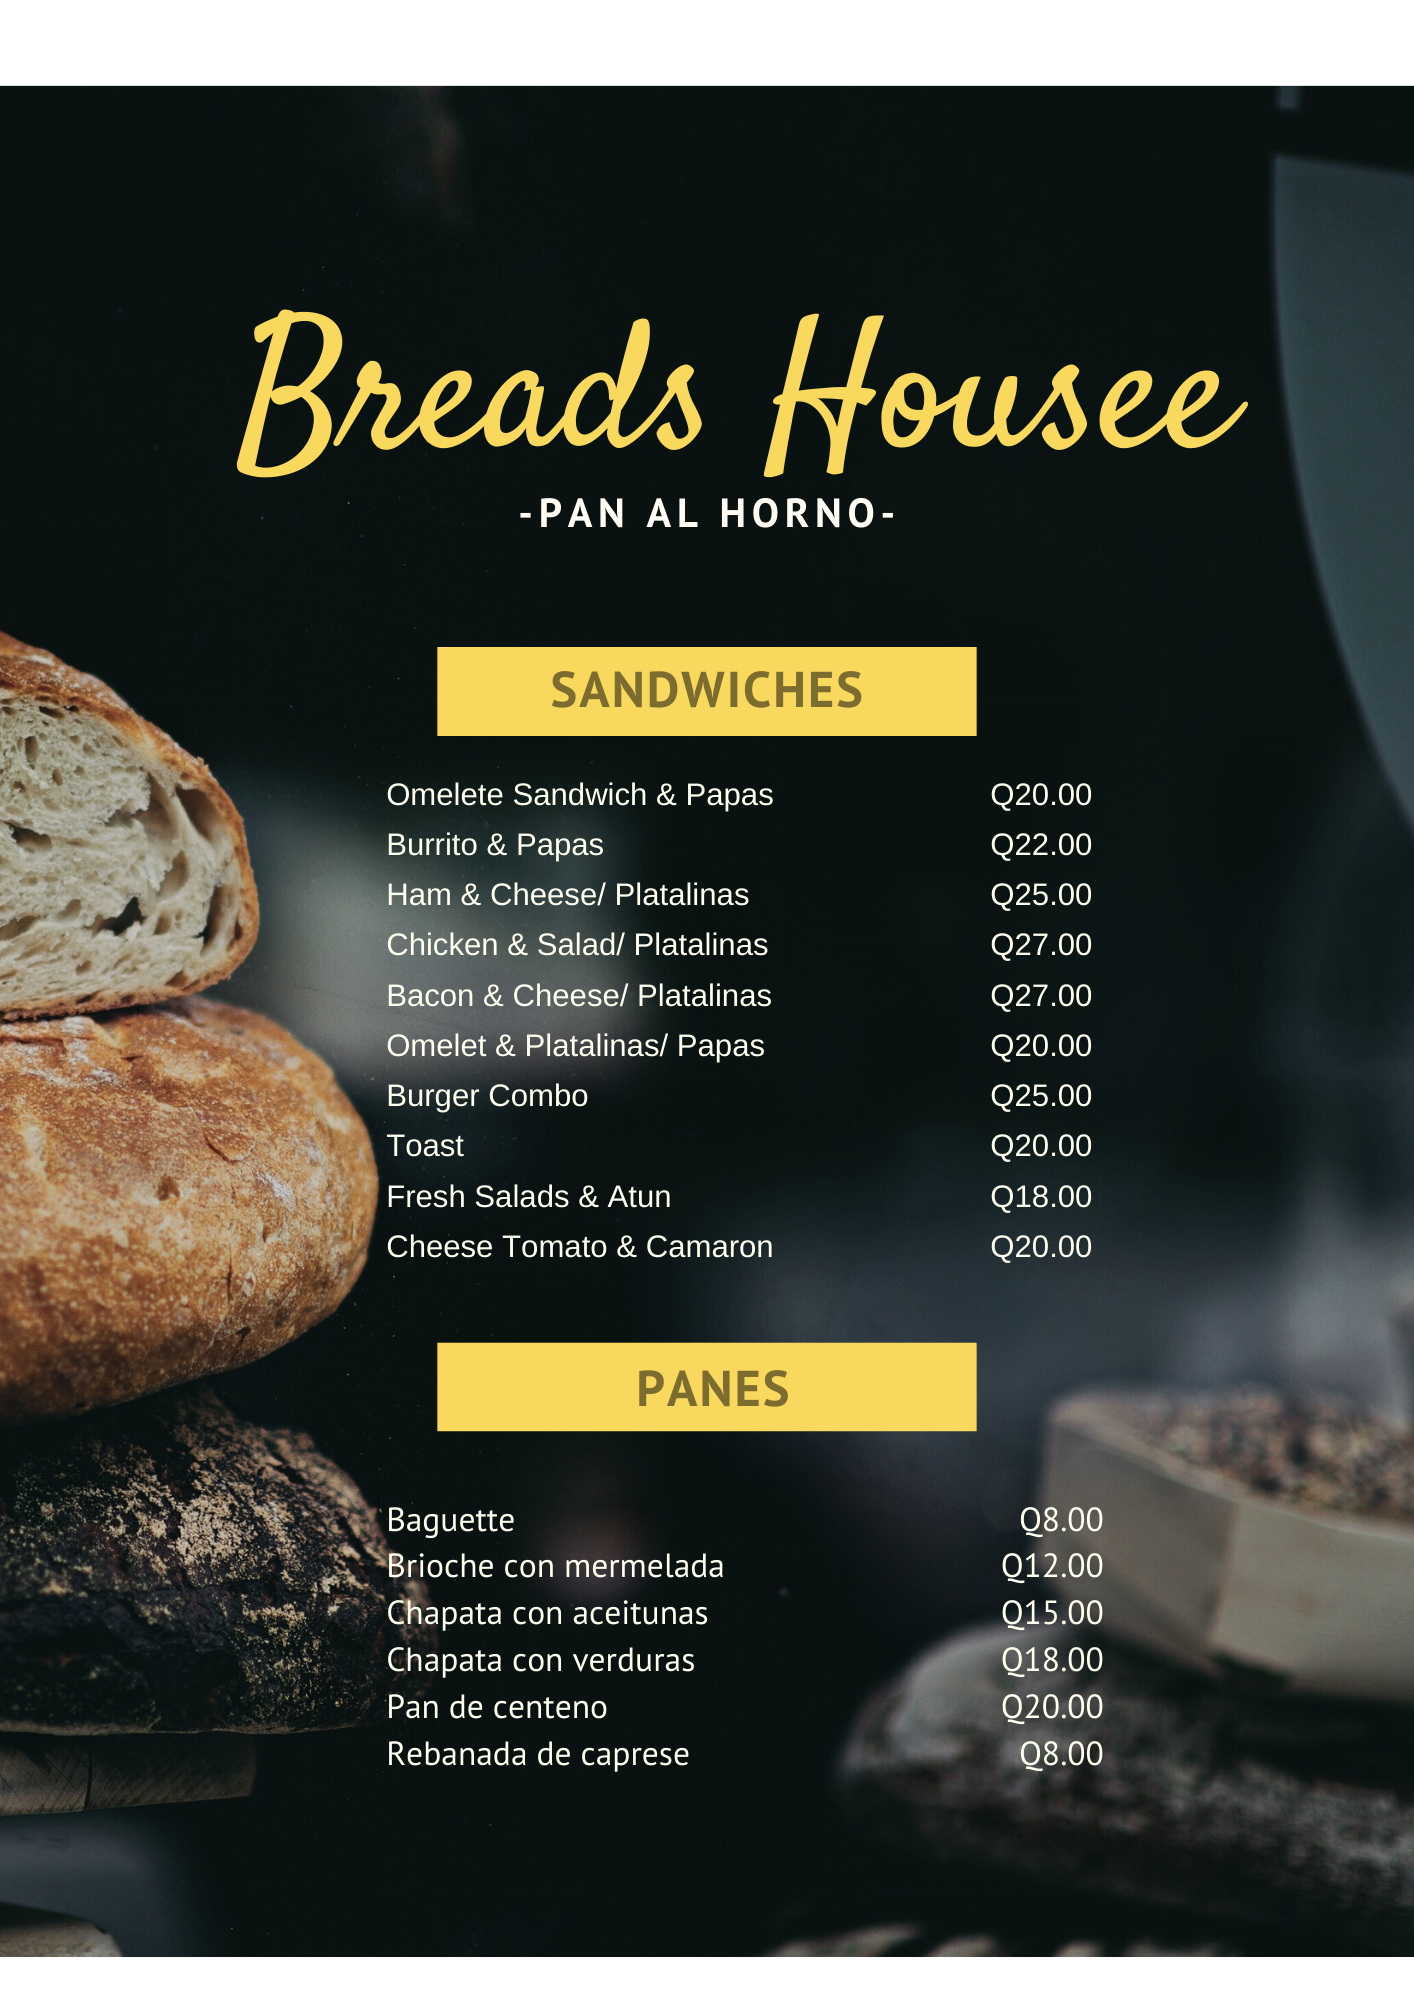 Breads Housee
-PAN AL HORNO-
SANDWICHES
Omelete Sandwich & Papas Q20.00
Burrito & Papas Q22.00
Ham & Cheese/ Platalinas Q25.00
Chicken & Salad/ Platalinas Q27.00
Bacon & Cheese/ Platalinas Q27.00
Omelet & Platalinas/ Papas Q20.00
Burger Combo Q25.00
Toast Q20.00
Fresh Salads & Atun Q18.00
Cheese Tomato & Camaron Q20.00
PANES
Baguette Q8.00
Brioche con mermelada Q12.00
Chapata con aceitunas Q15.00
Chapata con verduras Q18.00
Pan de centeno Q20.00
Rebanada de caprese Q8.00